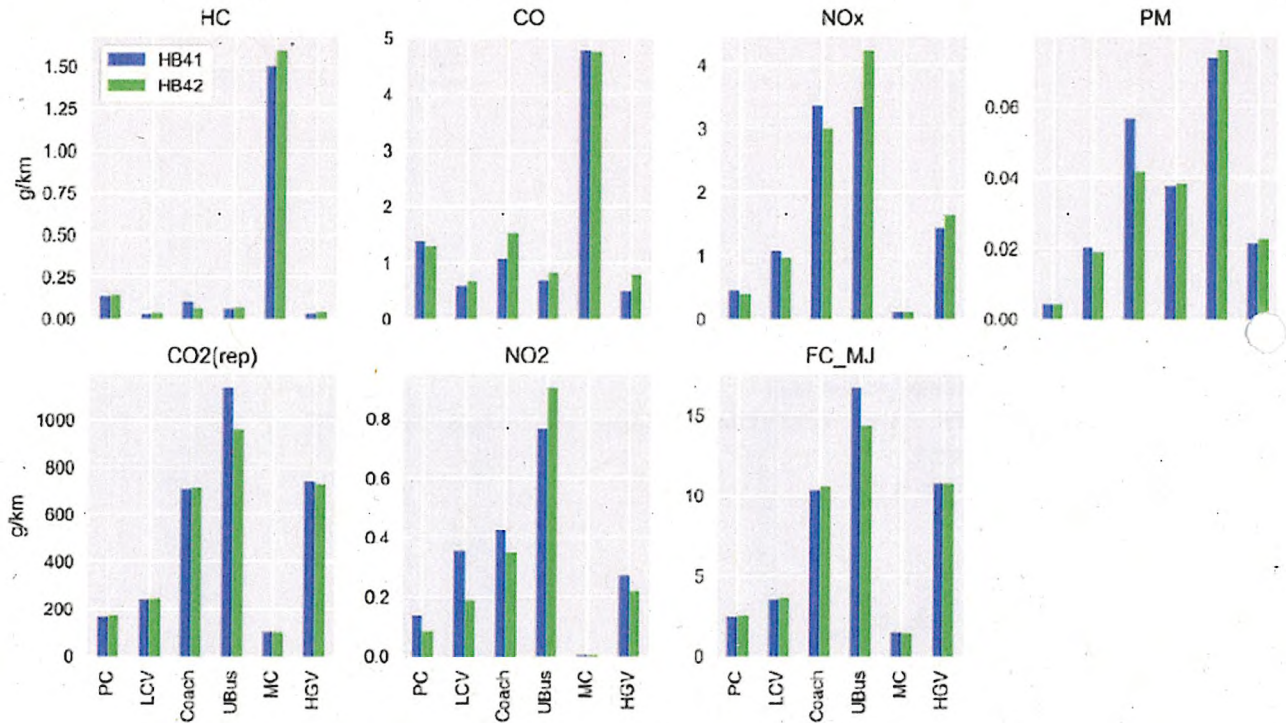 HC
CO
NOx
PM
HB41
HB42
g/km
1.50
1.25
1.00
0.75
0.50
0.25
0.00
5
4
3
2
1
0
4
3
2
1
0
0.06
0.04
0.02
0.00
CO2(rep)
NO2
FC_MJ
g/km
1000
800
600
400
200
0
0.8
0.6
0.4
0.2
0.0
15
10
5
0
PC
LCV
Coach
UBus
MC
HGV
PC
LCV
Coach
UBus
MC
HGV
PC
LCV
Coach
UBus
MC
HGV